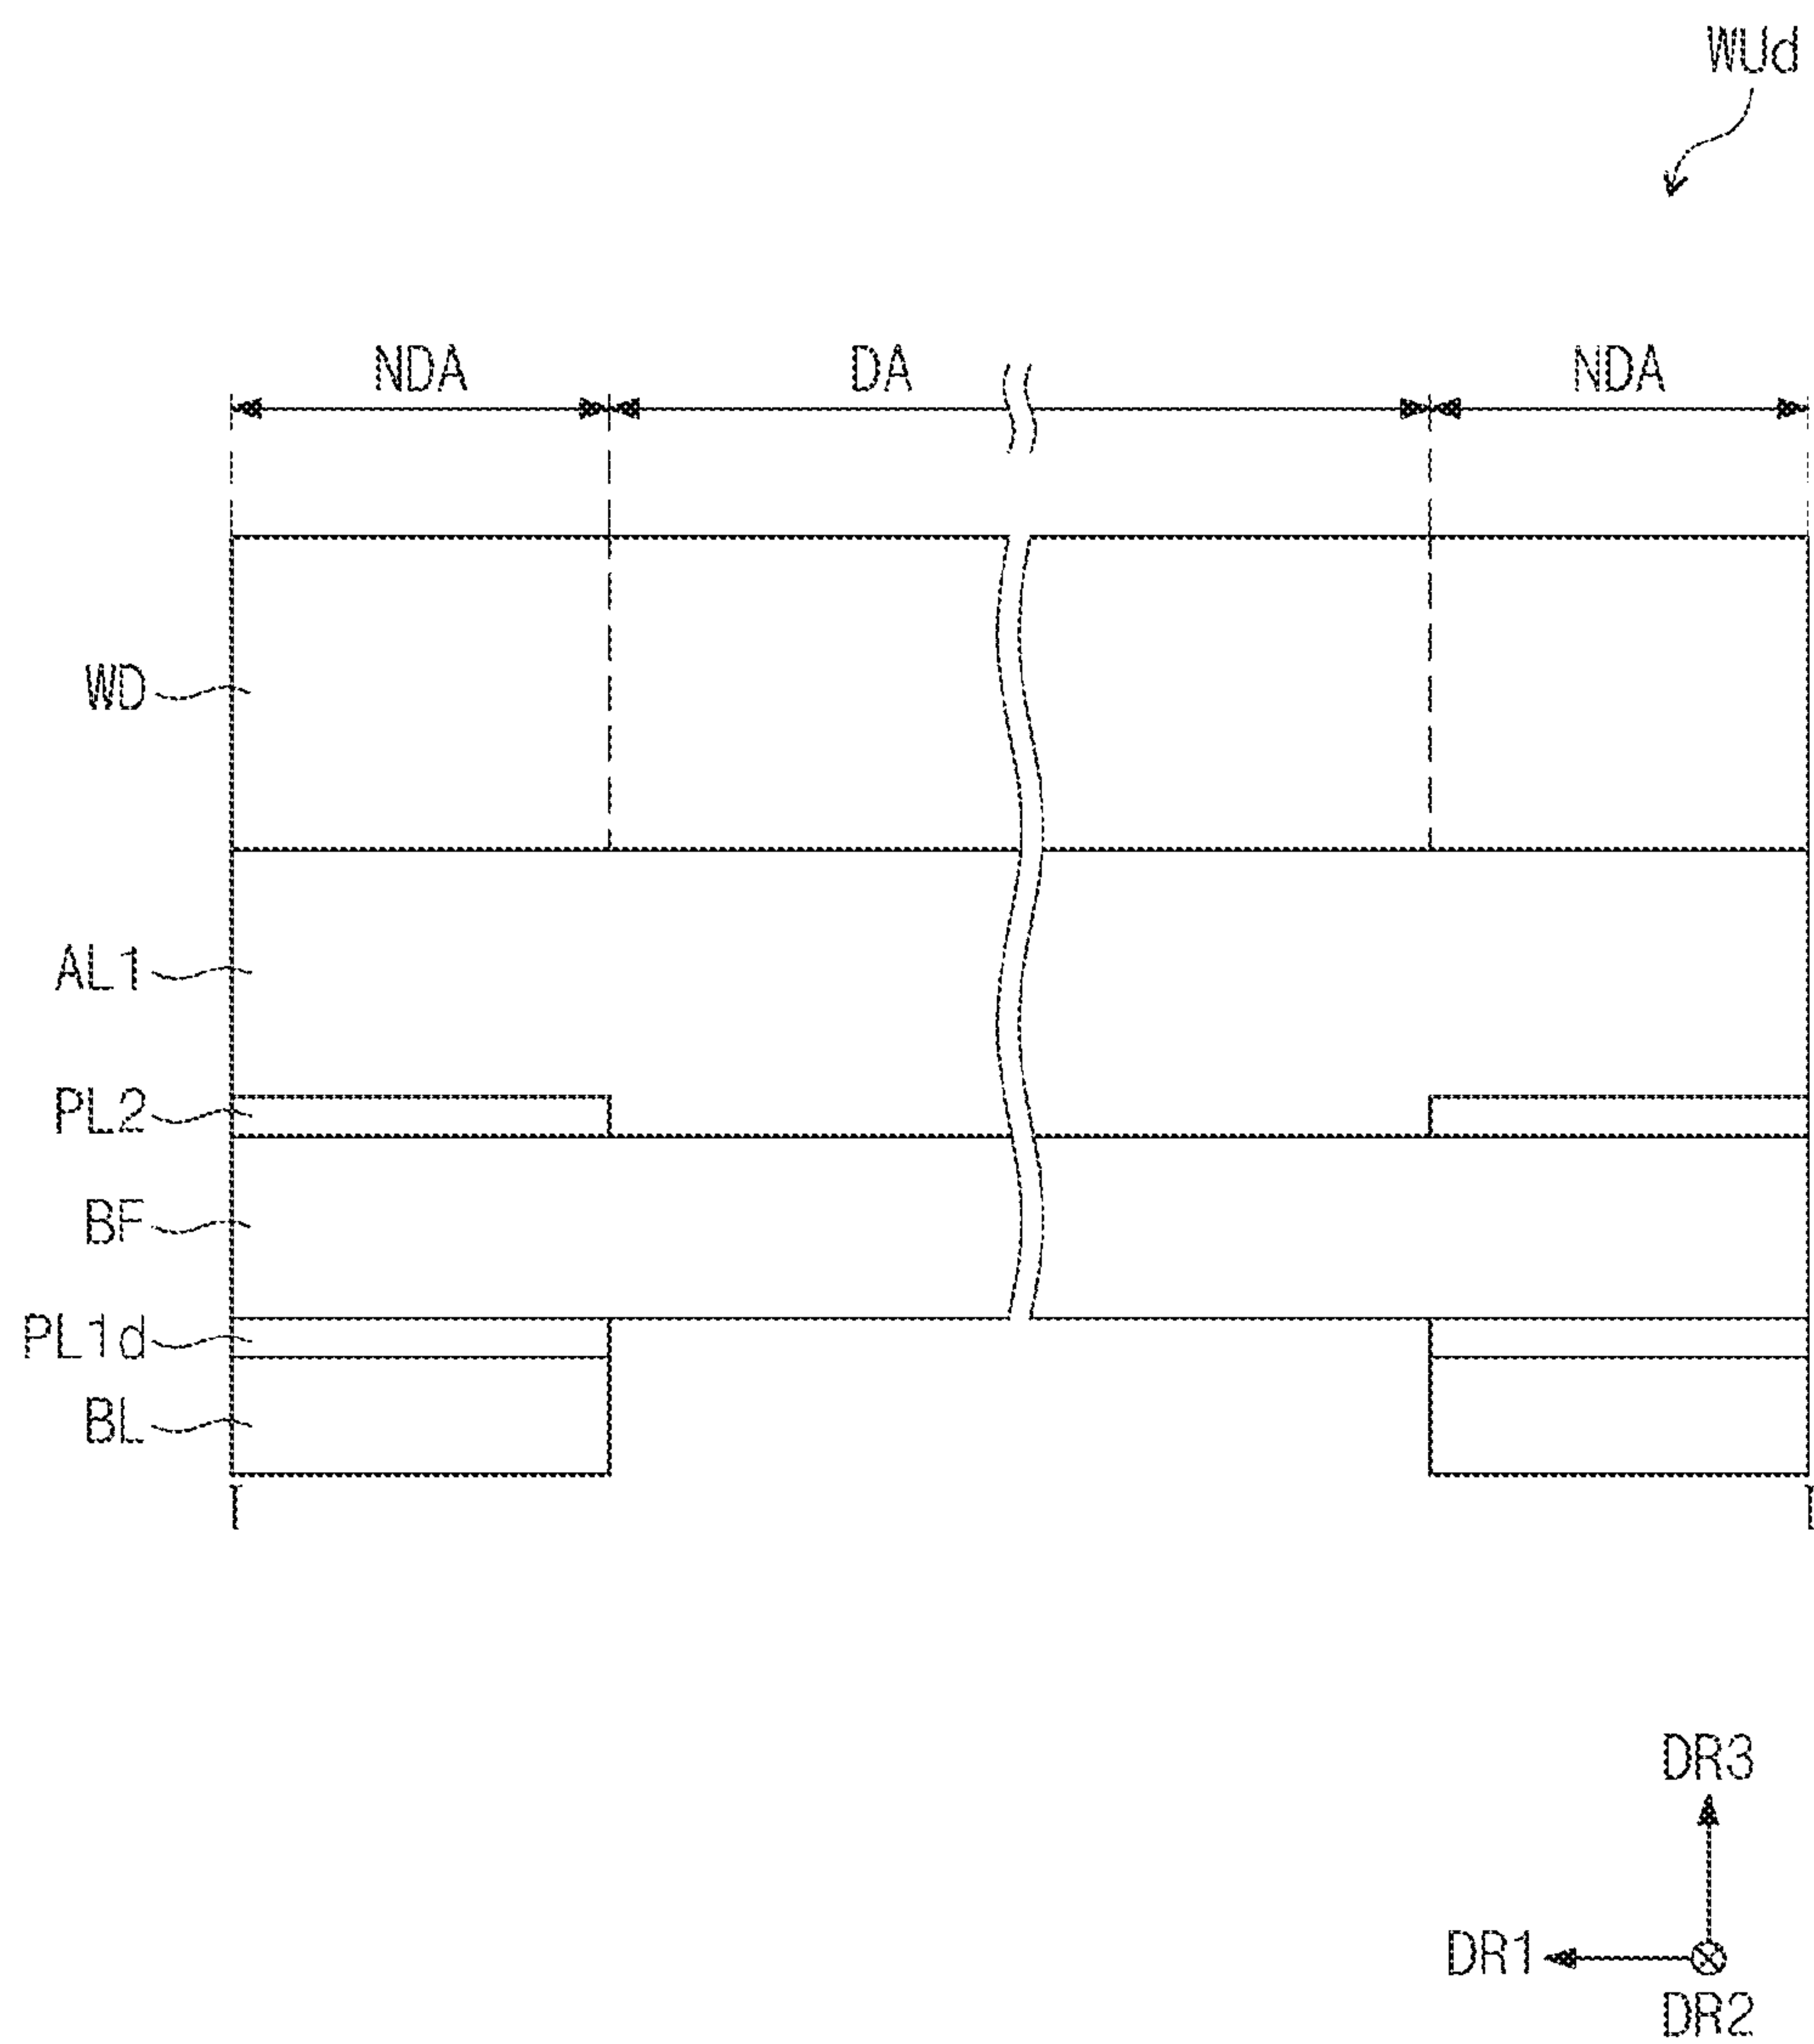 WUd
NDA DA NDA
WD
AL1
PL2
BF
PL1d
BL
I I
DR3
DR1
DR2